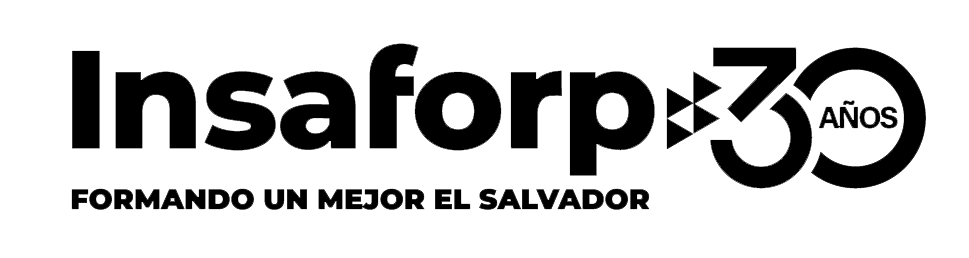 Insaforp 30
AÑOS
FORMANDO UN MEJOR EL SALVADOR